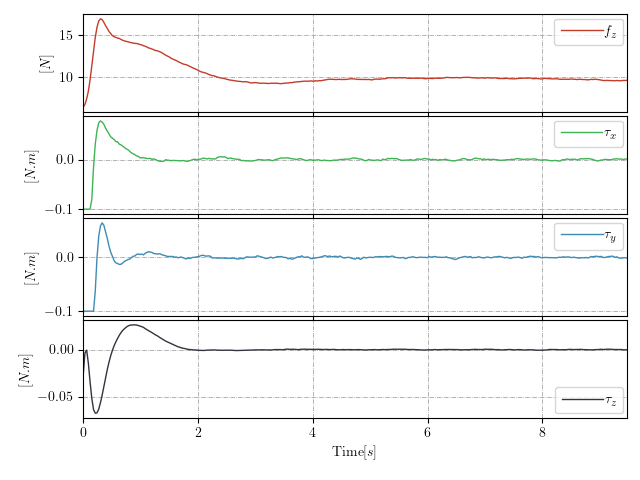 15
10
[N]
f_z
0.0
−0.1
[N.m]
τ_x
0.0
−0.1
[N.m]
τ_y
0.00
−0.05
[N.m]
τ_z
0 2 4 6 8
Time[s]